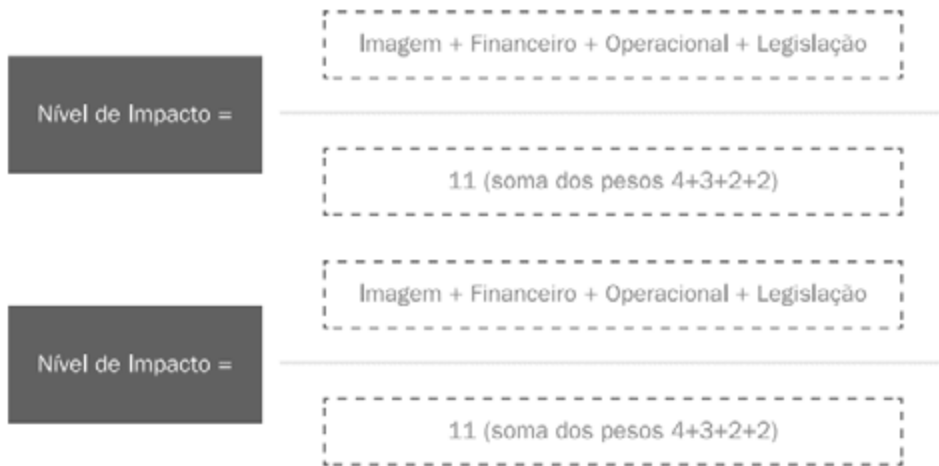 Imagem + Financeiro + Operacional + Legislação
Nível de Impacto =
11 (soma dos pesos 4+3+2+2)
Imagem + Financeiro + Operacional + Legislação
Nível de Impacto =
11 (soma dos pesos 4+3+2+2)